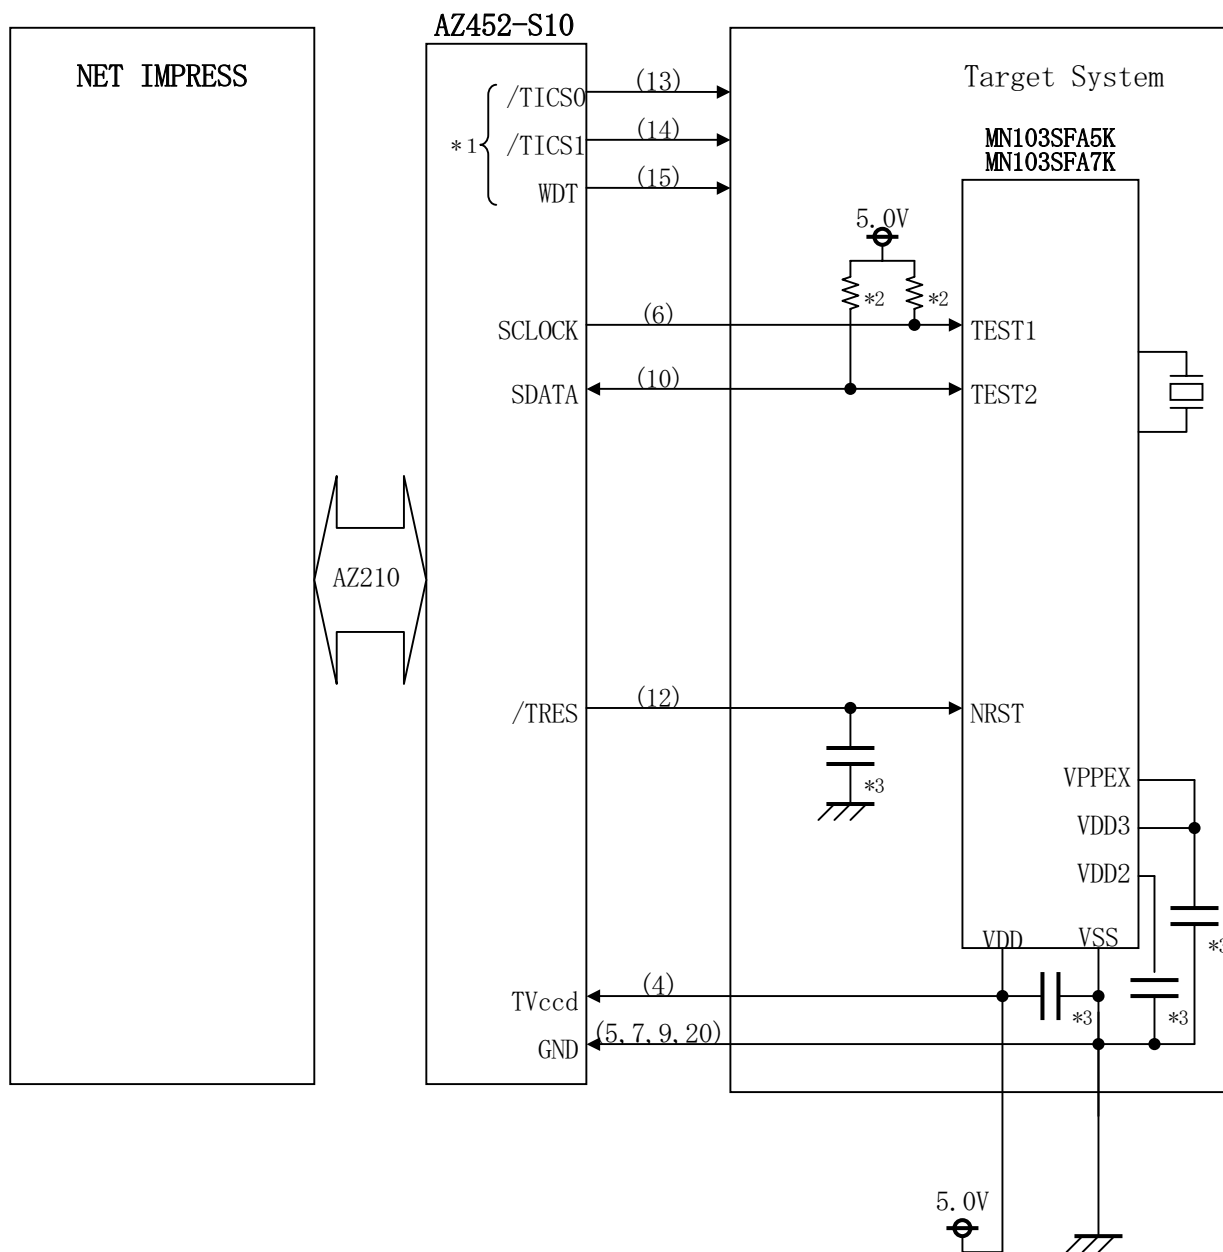 AZ452-S10
NET IMPRESS
Target System
/TICS0
(13)
*1
/TICS1
(14)
WDT
(15)
MN103SFA5K
MN103SFA7K
5.0V
*2
*2
SCLOCK
(6)
TEST1
SDATA
(10)
TEST2
AZ210
/TRES
(12)
NRST
*3
VPPEX
VDD3
VDD2
VDD
VSS
*3
TVccd
(4)
*3
*3
GND
(5,7,9,20)
5.0V